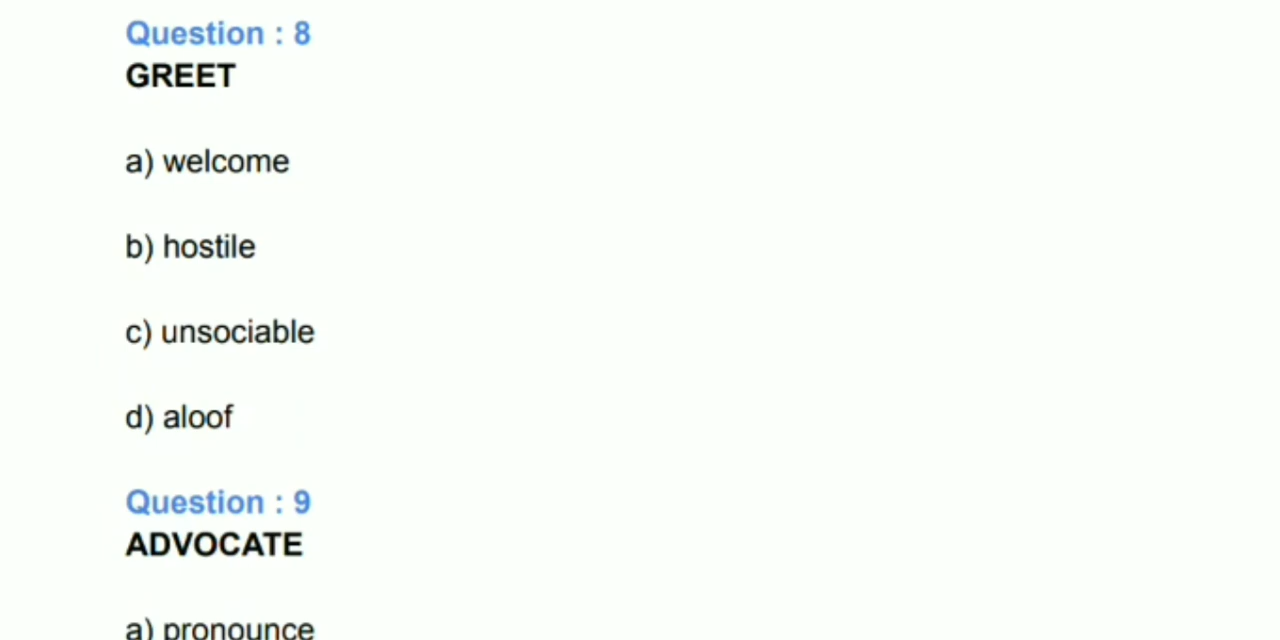 Question : 8
GREET
a) welcome
b) hostile
c) unsociable
d) aloof
Question : 9
ADVOCATE
a) pronounce